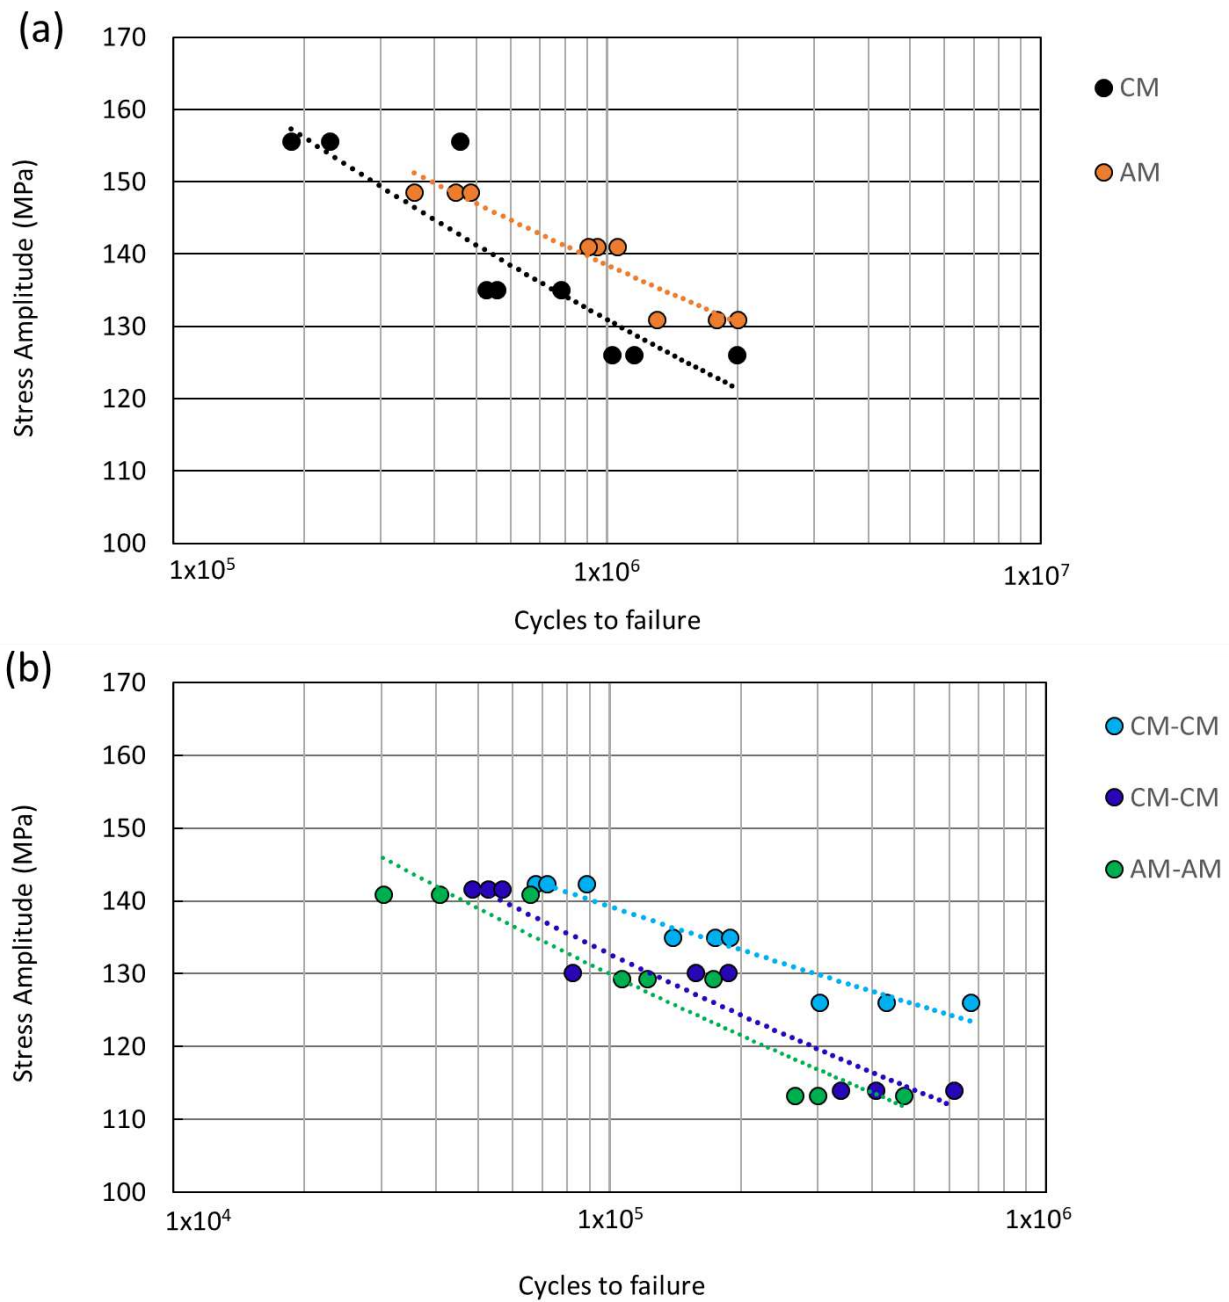 (a)
170
160
150
140
130
120
110
100
Stress Amplitude (MPa)
1x10⁵
1x10⁶
1x10⁷
Cycles to failure
CM
AM
(b)
170
160
150
140
130
120
110
100
Stress Amplitude (MPa)
1x10⁴
1x10⁵
1x10⁶
Cycles to failure
CM-CM
CM-CM
AM-AM